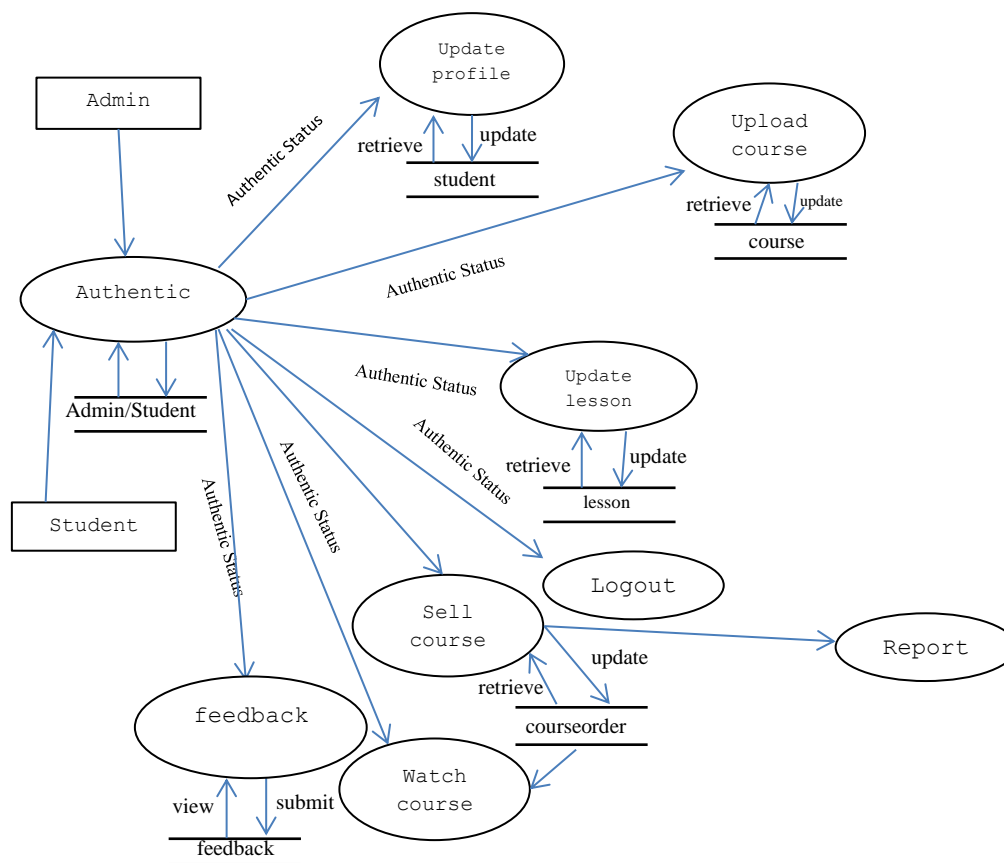 Update
profile
Admin
Upload
course
Authentic Status
retrieve
update
student
retrieve
update
course
Authentic
Authentic Status
Update
lesson
Authentic Status
Admin/Student
Authentic Status
retrieve
update
lesson
Authentic Status
Authentic Status
Student
Logout
Sell
course
Report
update
retrieve
courseorder
feedback
Watch
course
view
submit
feedback